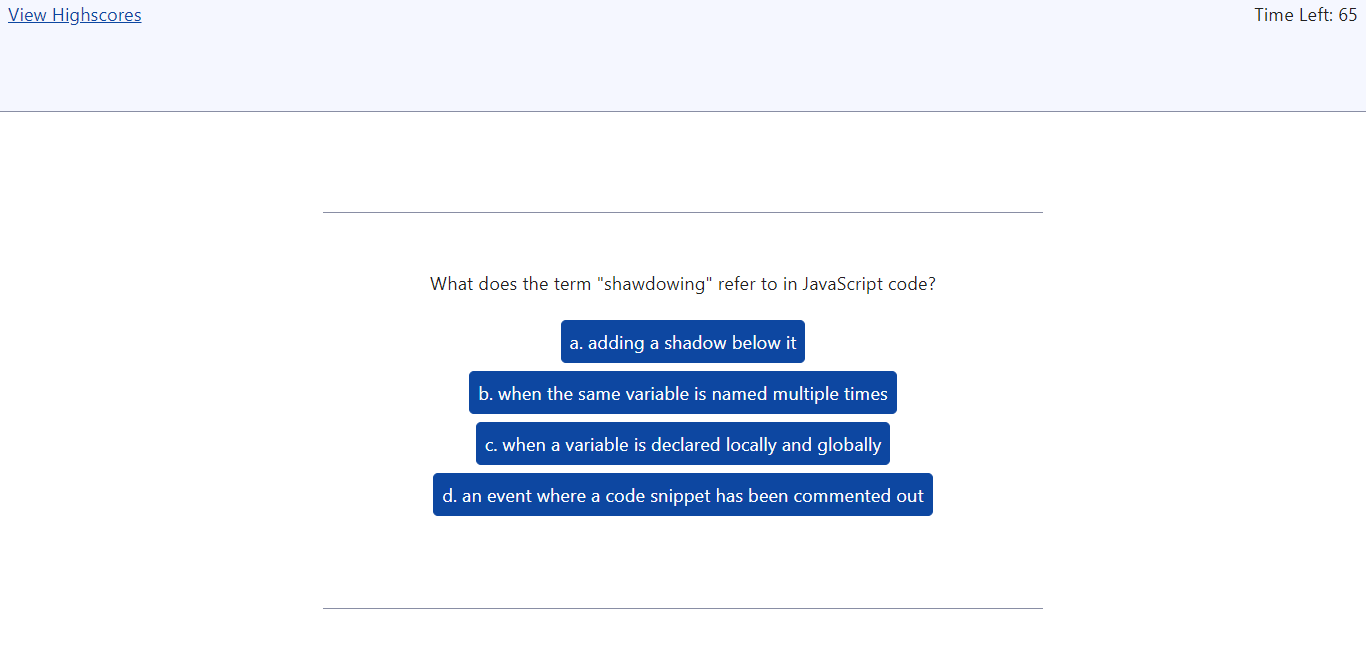 View Highscores
Time Left: 65
What does the term "shawdowing" refer to in JavaScript code?
a. adding a shadow below it
b. when the same variable is named multiple times
c. when a variable is declared locally and globally
d. an event where a code snippet has been commented out